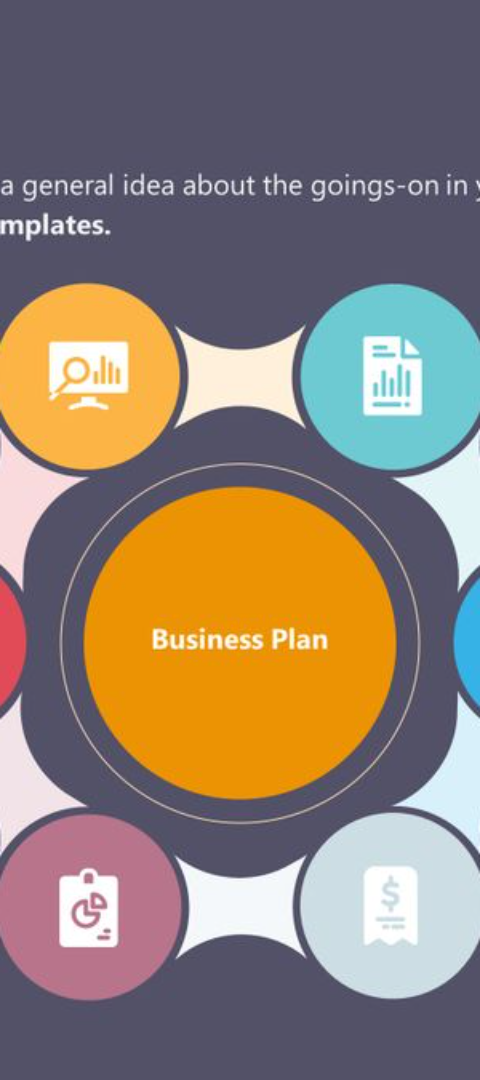 a general idea about the goings-on in
mplates.
Business Plan
$